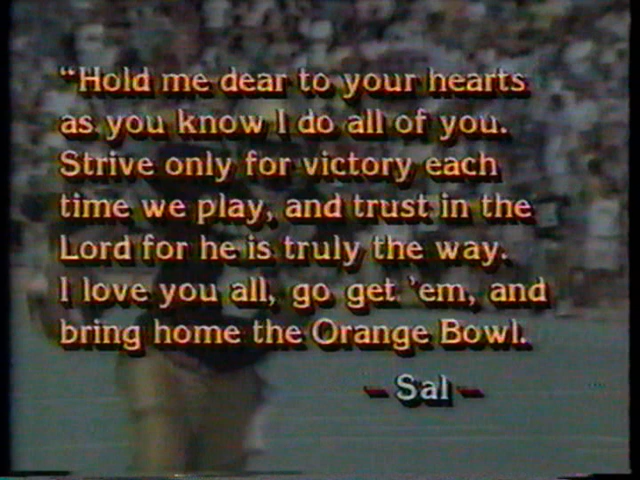 “Hold me dear to your hearts
as you know I do all of you.
Strive only for victory each
time we play, and trust in the
Lord for he is truly the way.
I love you all, go get ’em, and
bring home the Orange Bowl.
– Sal –